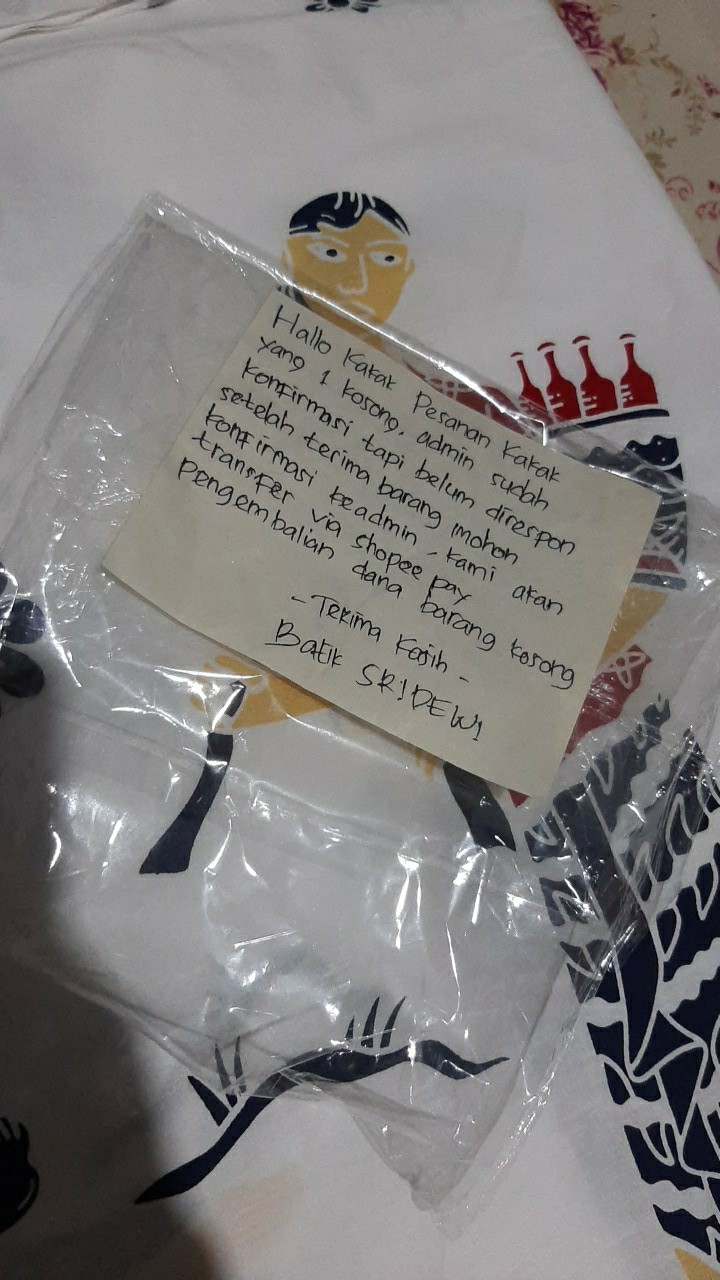 Hallo Kakak Pesanan Kakak
yang 1 kosong. admin sudah
konfirmasi tapi belum direspon
setelah terima barang mohon
konfirmasi keadmin, kami akan
transfer via shopee pay
pengembalian dana barang kosong
- Terima Kasih -
Batik SRIDEWI